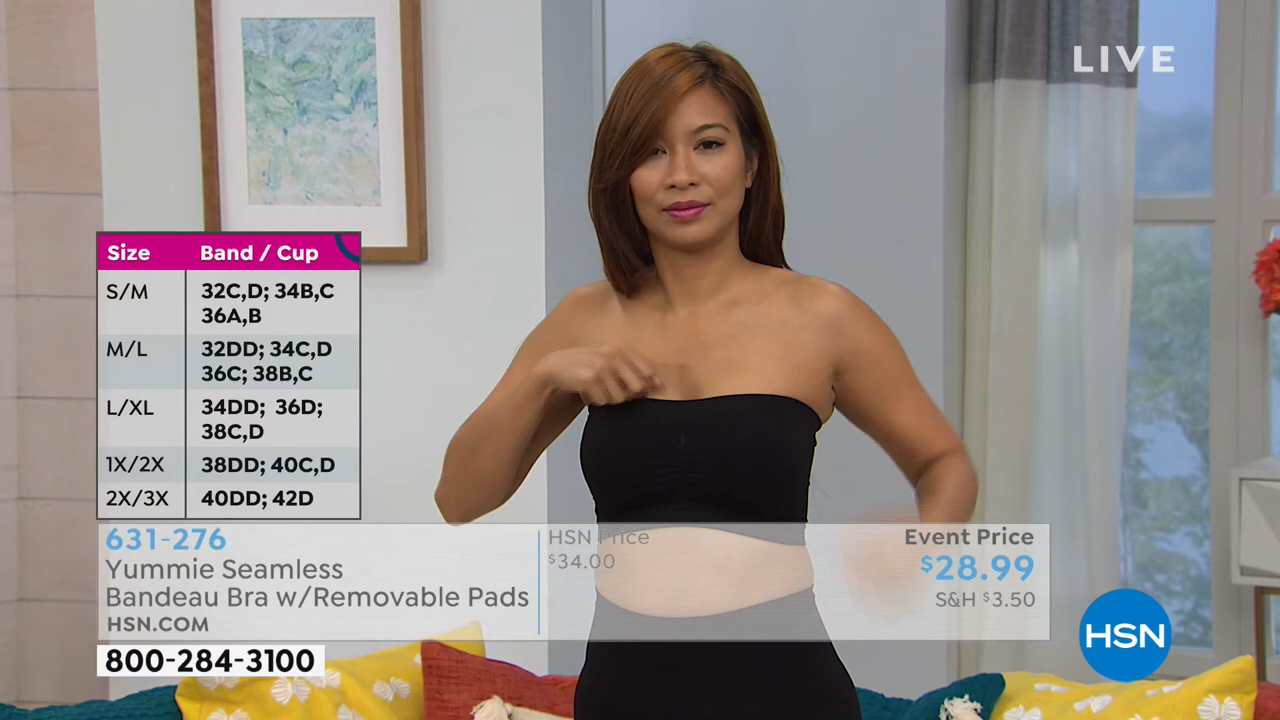 LIVE
Size Band / Cup
S/M 32C,D; 34B,C
36A,B
M/L 32DD; 34C,D
36C; 38B,C
L/XL 34DD; 36D;
38C,D
1X/2X 38DD; 40C,D
2X/3X 40DD; 42D
631-276
Yummie Seamless
Bandeau Bra w/Removable Pads
HSN.COM
HSN Price
$34.00
Event Price
$28.99
S&H $3.50
HSN
800-284-3100